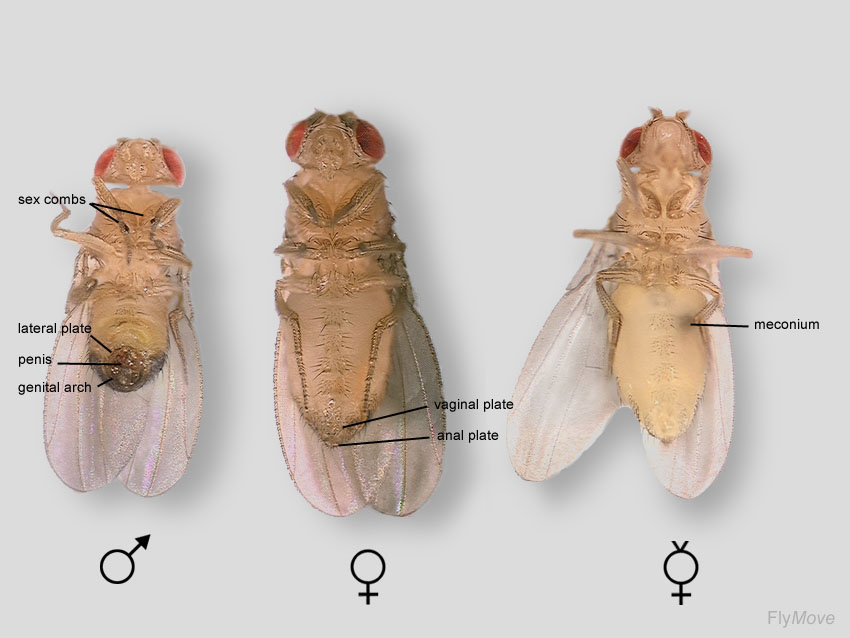 sex combs
lateral plate
penis
genital arch
vaginal plate
anal plate
meconium
FlyMove